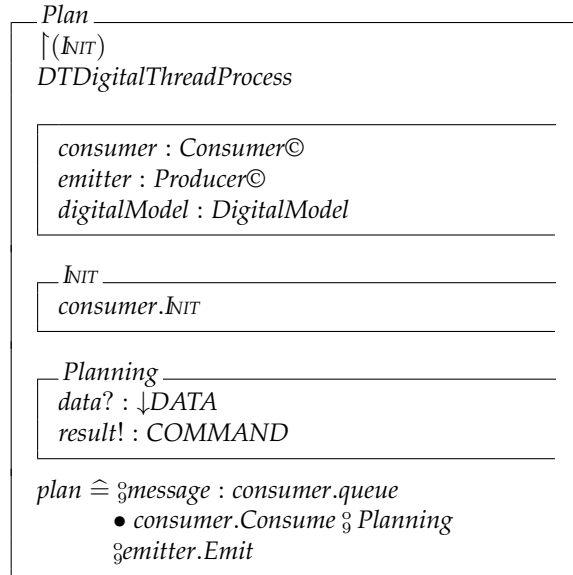 Plan
↾(INIT)
DTDigitalThreadProcess
consumer : Consumer©
emitter : Producer©
digitalModel : DigitalModel
INIT
consumer.INIT
Planning
data? : ↓DATA
result! : COMMAND
plan ≙ ⨟message : consumer.queue
• consumer.Consume ⨟ Planning
⨟emitter.Emit